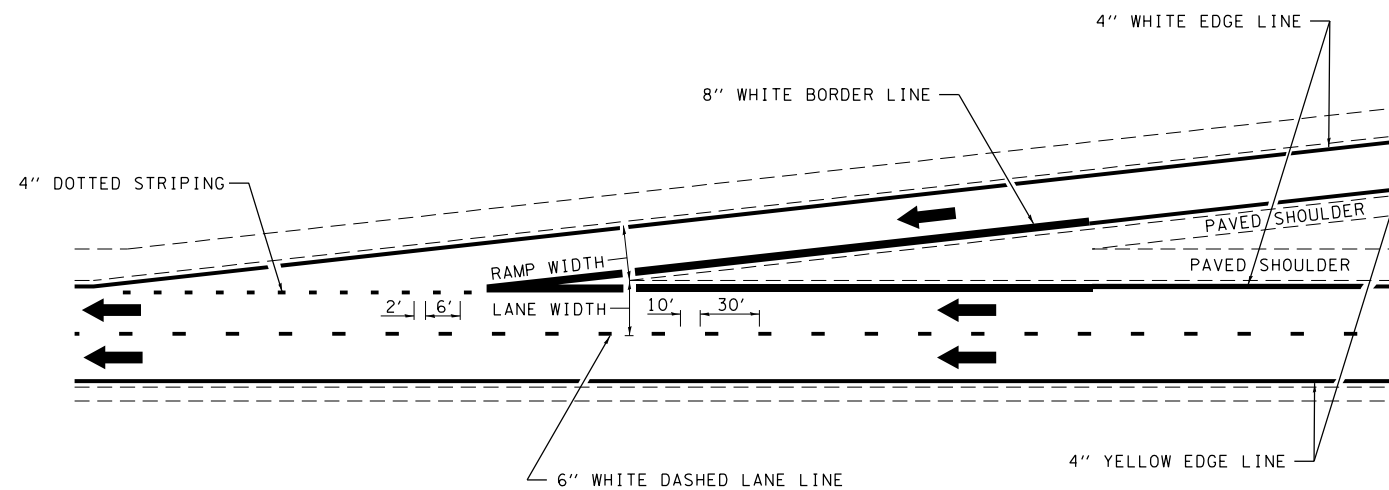 4'' WHITE EDGE LINE
8'' WHITE BORDER LINE
4'' DOTTED STRIPING
PAVED SHOULDER
PAVED SHOULDER
RAMP WIDTH
LANE WIDTH
2' 6' 10' 30'
4'' YELLOW EDGE LINE
6'' WHITE DASHED LANE LINE